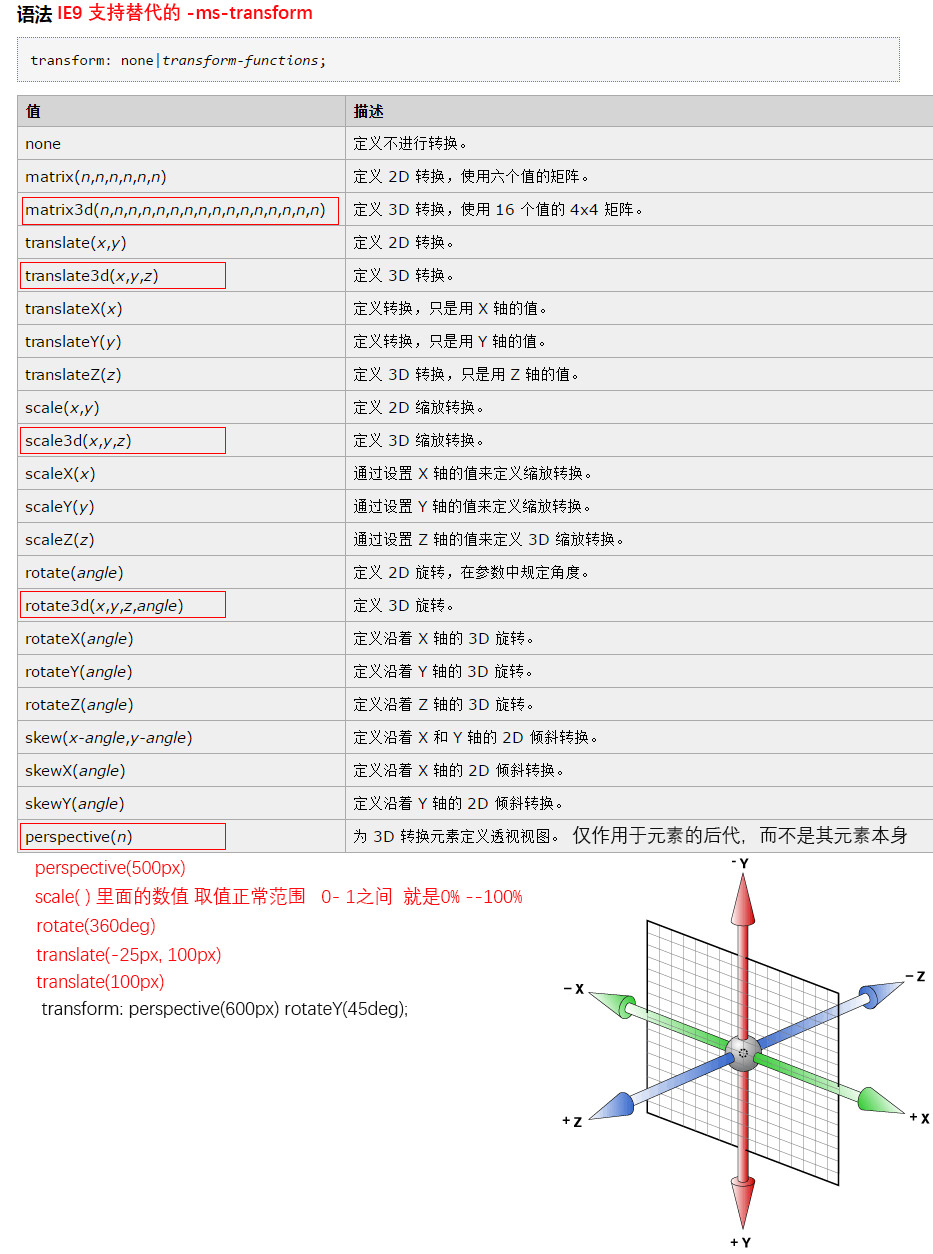 语法 IE9 支持替代的 -ms-transform
transform: none|transform-functions;
值 描述
none 定义不进行转换。
matrix(n,n,n,n,n,n) 定义 2D 转换，使用六个值的矩阵。
matrix3d(n,n,n,n,n,n,n,n,n,n,n,n,n,n,n,n) 定义 3D 转换，使用 16 个值的 4x4 矩阵。
translate(x,y) 定义 2D 转换。
translate3d(x,y,z) 定义 3D 转换。
translateX(x) 定义转换，只是用 X 轴的值。
translateY(y) 定义转换，只是用 Y 轴的值。
translateZ(z) 定义 3D 转换，只是用 Z 轴的值。
scale(x,y) 定义 2D 缩放转换。
scale3d(x,y,z) 定义 3D 缩放转换。
scaleX(x) 通过设置 X 轴的值来定义缩放转换。
scaleY(y) 通过设置 Y 轴的值来定义缩放转换。
scaleZ(z) 通过设置 Z 轴的值来定义 3D 缩放转换。
rotate(angle) 定义 2D 旋转，在参数中规定角度。
rotate3d(x,y,z,angle) 定义 3D 旋转。
rotateX(angle) 定义沿着 X 轴的 3D 旋转。
rotateY(angle) 定义沿着 Y 轴的 3D 旋转。
rotateZ(angle) 定义沿着 Z 轴的 3D 旋转。
skew(x-angle,y-angle) 定义沿着 X 和 Y 轴的 2D 倾斜转换。
skewX(angle) 定义沿着 X 轴的 2D 倾斜转换。
skewY(angle) 定义沿着 Y 轴的 2D 倾斜转换。
perspective(n) 为 3D 转换元素定义透视视图。 仅作用于元素的后代，而不是其元素本身
perspective(500px)
scale( ) 里面的数值 取值正常范围 0- 1之间 就是0% --100%
rotate(360deg)
translate(-25px, 100px)
translate(100px)
transform: perspective(600px) rotateY(45deg);
- Y
- Z
- X
+ Z
+ X
+ Y